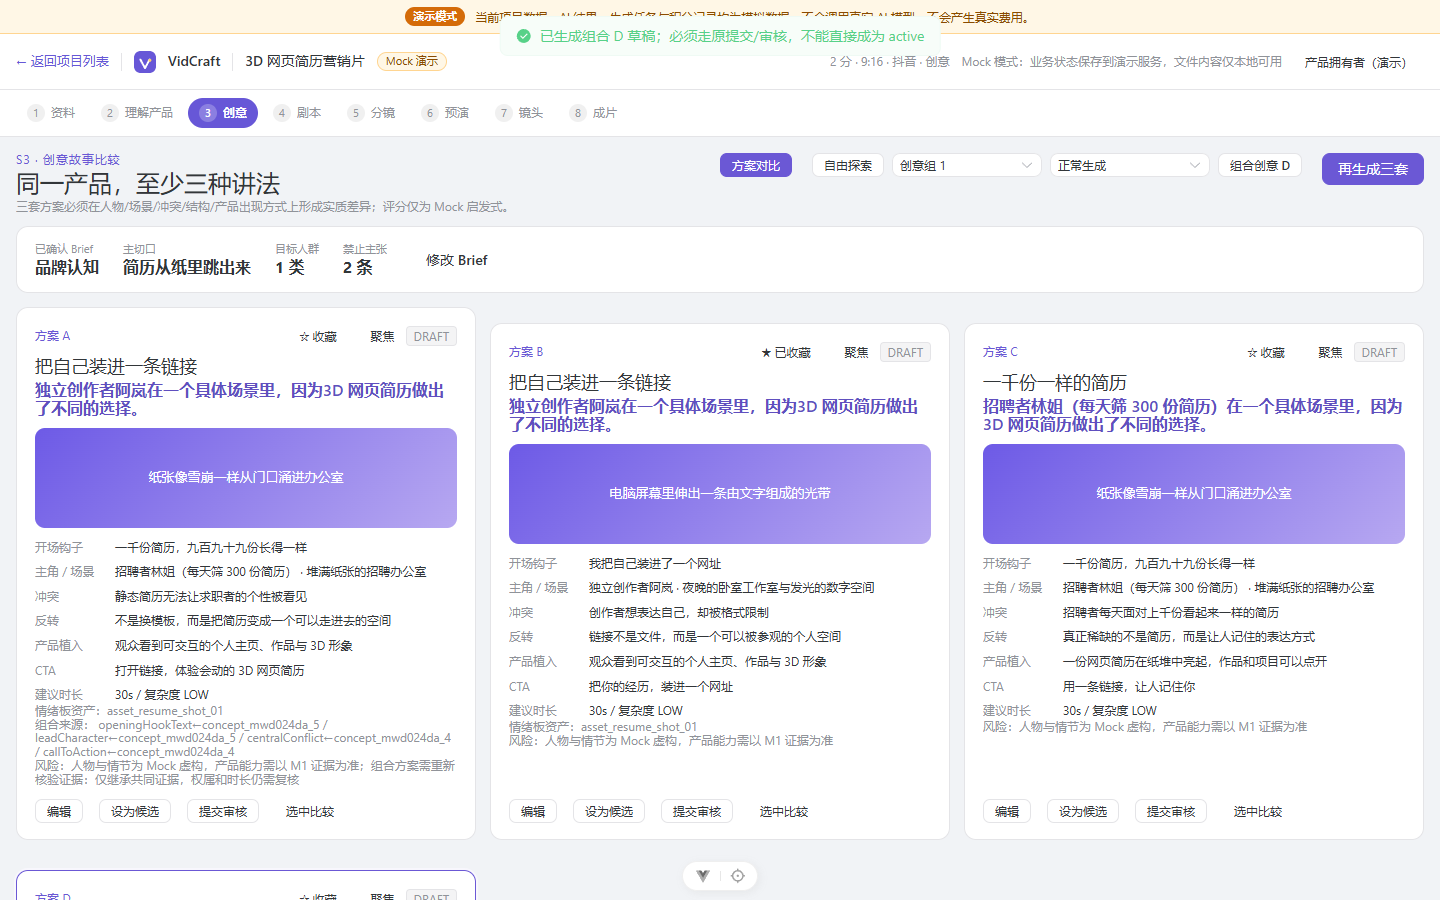 演示模式
已生成组合 D 草稿；必须走原提交/审核，不能直接成为 active
← 返回项目列表
VidCraft
3D 网页简历营销片
Mock 演示
2 分 · 9:16 · 抖音 · 创意
Mock 模式：业务状态保存到演示服务，文件内容仅本地可用
产品拥有者（演示）
1 资料
2 理解产品
3 创意
4 剧本
5 分镜
6 预演
7 镜头
8 成片
S3 · 创意故事比较
同一产品，至少三种讲法
三套方案必须在人物/场景/冲突/结构/产品出现方式上形成实质差异；评分仅为 Mock 启发式。
方案对比
自由探索
创意组 1
正常生成
组合创意 D
再生成三套
已确认 Brief
品牌认知
主切口
简历从纸里跳出来
目标人群
1 类
禁止主张
2 条
修改 Brief
方案 A
☆ 收藏
聚焦
DRAFT
把自己装进一条链接
独立创作者阿岚在一个具体场景里，因为3D 网页简历做出
了不同的选择。
纸张像雪崩一样从门口涌进办公室
开场钩子 一千份简历，九百九十九份长得一样
主角 / 场景 招聘者林姐（每天筛 300 份简历） · 堆满纸张的招聘办公室
冲突 静态简历无法让求职者的个性被看见
反转 不是换模板，而是把简历变成一个可以走进去的空间
产品植入 观众看到可交互的个人主页、作品与 3D 形象
CTA 打开链接，体验会动的 3D 网页简历
建议时长 30s / 复杂度 LOW
情绪板资产：asset_resume_shot_01
组合来源： openingHookText←concept_mwd024da_5 /
leadCharacter←concept_mwd024da_5 / centralConflict←concept_mwd024da_4
/ callToAction←concept_mwd024da_4
风险：人物与情节为 Mock 虚构，产品能力需以 M1 证据为准；组合方案需重新
核验证据：仅继承共同证据，权属和时长仍需复核
编辑
设为候选
提交审核
选中比较
方案 B
★ 已收藏
聚焦
DRAFT
把自己装进一条链接
独立创作者阿岚在一个具体场景里，因为3D 网页简历做出
了不同的选择。
电脑屏幕里伸出一条由文字组成的光带
开场钩子 我把自己装进了一个网址
主角 / 场景 独立创作者阿岚 · 夜晚的卧室工作室与发光的数字空间
冲突 创作者想表达自己，却被格式限制
反转 链接不是文件，而是一个可以被参观的个人空间
产品植入 观众看到可交互的个人主页、作品与 3D 形象
CTA 把你的经历，装进一个网址
建议时长 30s / 复杂度 LOW
情绪板资产：asset_resume_shot_01
风险：人物与情节为 Mock 虚构，产品能力需以 M1 证据为准
编辑
设为候选
提交审核
选中比较
方案 C
☆ 收藏
聚焦
DRAFT
一千份一样的简历
招聘者林姐（每天筛 300 份简历）在一个具体场景里，因为
3D 网页简历做出了不同的选择。
纸张像雪崩一样从门口涌进办公室
开场钩子 一千份简历，九百九十九份长得一样
主角 / 场景 招聘者林姐（每天筛 300 份简历） · 堆满纸张的招聘办公室
冲突 招聘者每天面对上千份看起来一样的简历
反转 真正稀缺的不是简历，而是让人记住的表达方式
产品植入 一份网页简历在纸堆中亮起，作品和项目可以点开
CTA 用一条链接，让人记住你
建议时长 30s / 复杂度 LOW
风险：人物与情节为 Mock 虚构，产品能力需以 M1 证据为准
编辑
设为候选
提交审核
选中比较
方案 D
☆ 收藏
聚焦
DRAFT